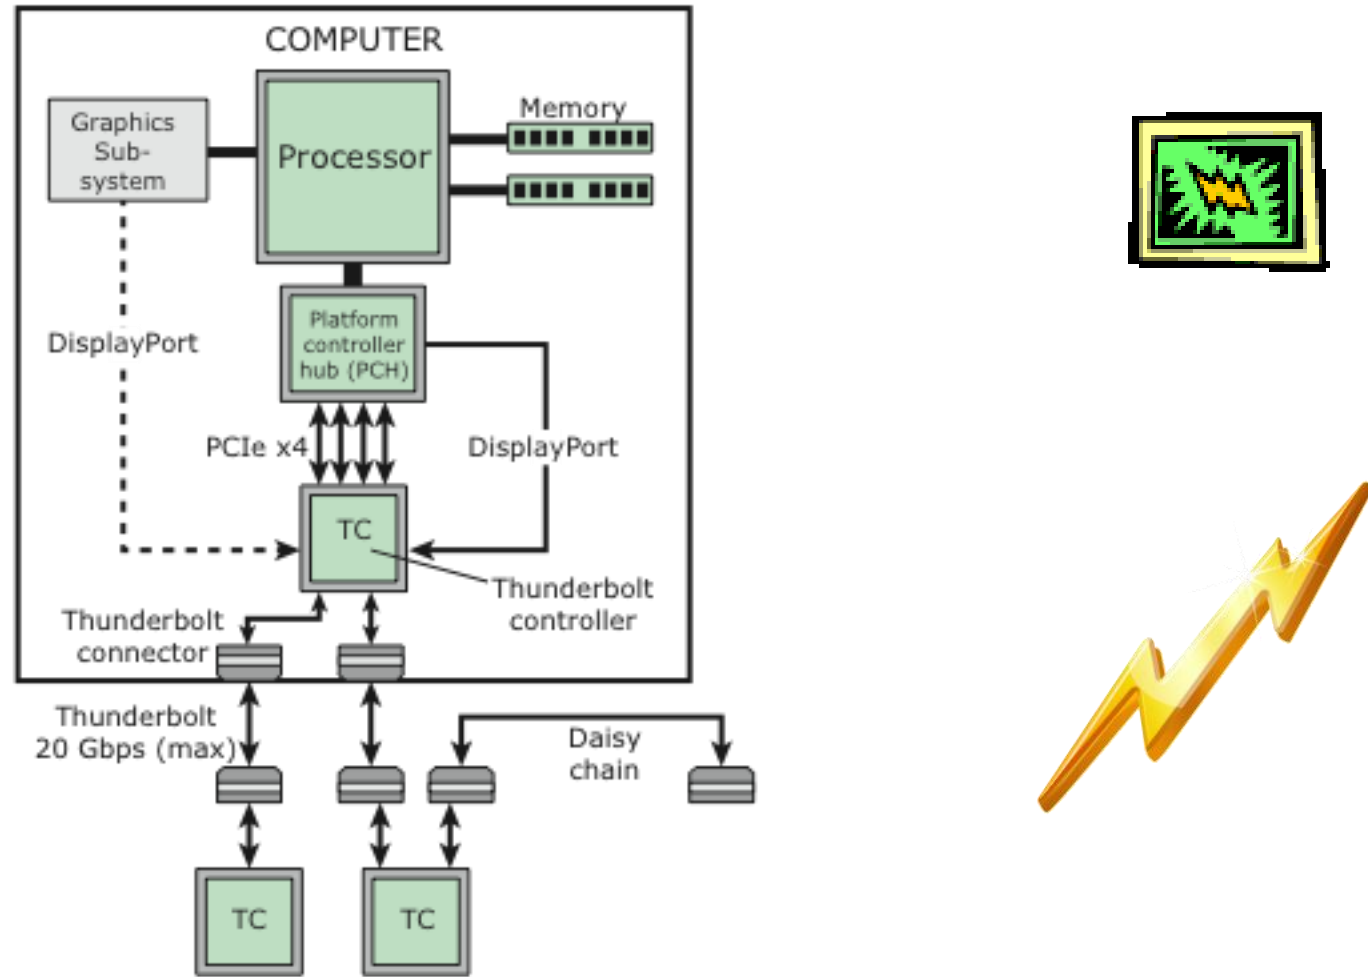 COMPUTER
Graphics
Sub-
system
Processor
Memory
Platform
controller
hub (PCH)
DisplayPort
PCIe x4
DisplayPort
TC
Thunderbolt
controller
Thunderbolt
connector
Thunderbolt
20 Gbps (max)
Daisy
chain
TC
TC